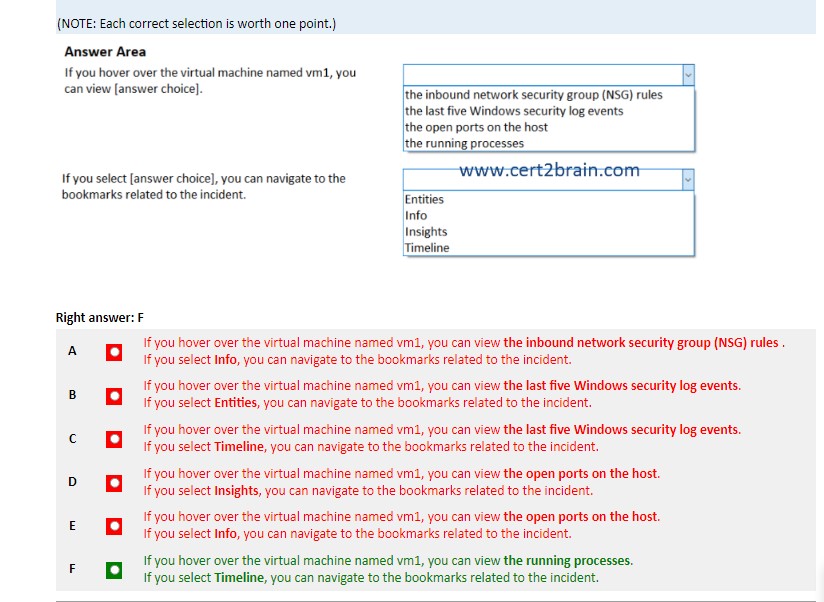 (NOTE: Each correct selection is worth one point.)
Answer Area
If you hover over the virtual machine named vm1, you
can view [answer choice].
the inbound network security group (NSG) rules
the last five Windows security log events
the open ports on the host
the running processes
www.cert2brain.com
If you select [answer choice], you can navigate to the
bookmarks related to the incident.
Entities
Info
Insights
Timeline
Right answer: F
A
If you hover over the virtual machine named vm1, you can view the inbound network security group (NSG) rules .
If you select Info, you can navigate to the bookmarks related to the incident.
B
If you hover over the virtual machine named vm1, you can view the last five Windows security log events.
If you select Entities, you can navigate to the bookmarks related to the incident.
C
If you hover over the virtual machine named vm1, you can view the last five Windows security log events.
If you select Timeline, you can navigate to the bookmarks related to the incident.
D
If you hover over the virtual machine named vm1, you can view the open ports on the host.
If you select Insights, you can navigate to the bookmarks related to the incident.
E
If you hover over the virtual machine named vm1, you can view the open ports on the host.
If you select Info, you can navigate to the bookmarks related to the incident.
F
If you hover over the virtual machine named vm1, you can view the running processes.
If you select Timeline, you can navigate to the bookmarks related to the incident.